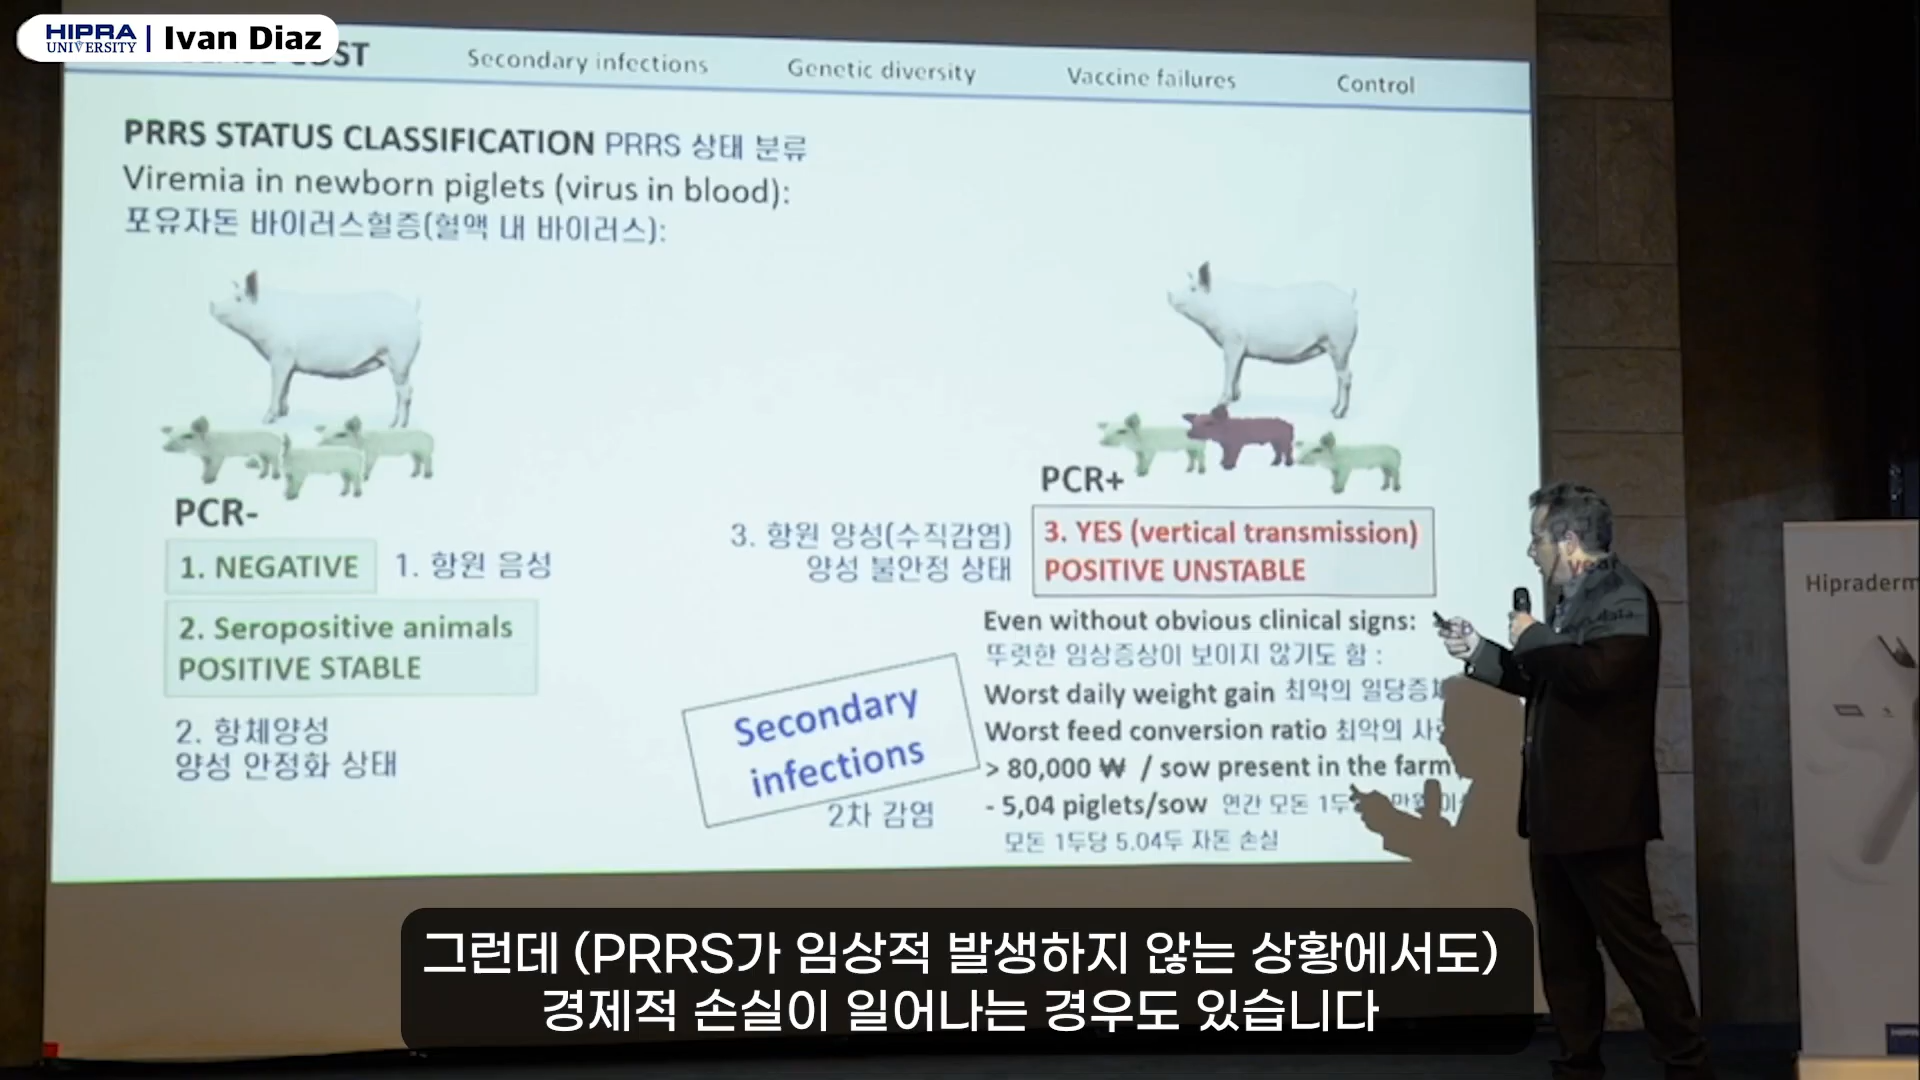 HIPRA
UNIVERSITY
Ivan Diaz
COST
Secondary infections
Genetic diversity
Vaccine failures
Control
PRRS STATUS CLASSIFICATION PRRS 상태 분류
Viremia in newborn piglets (virus in blood):
포유자돈 바이러스혈증(혈액 내 바이러스):
PCR-
1. NEGATIVE
1. 항원 음성
2. Seropositive animals
POSITIVE STABLE
2. 항체양성
양성 안정화 상태
PCR+
3. 항원 양성(수직감염)
양성 불안정 상태
3. YES (vertical transmission)
POSITIVE UNSTABLE
Even without obvious clinical signs:
뚜렷한 임상증상이 보이지 않기도 함 :
Worst daily weight gain 최악의
Worst feed conversion ratio 최악의
> 80,000 ₩ / sow present in the farm
- 5,04 piglets/sow 연간 모돈
모돈 1두당 5.04두 자돈 손실
Secondary
infections
2차 감염
year
Hipraderm
그런데 (PRRS가 임상적 발생하지 않는 상황에서도)
경제적 손실이 일어나는 경우도 있습니다